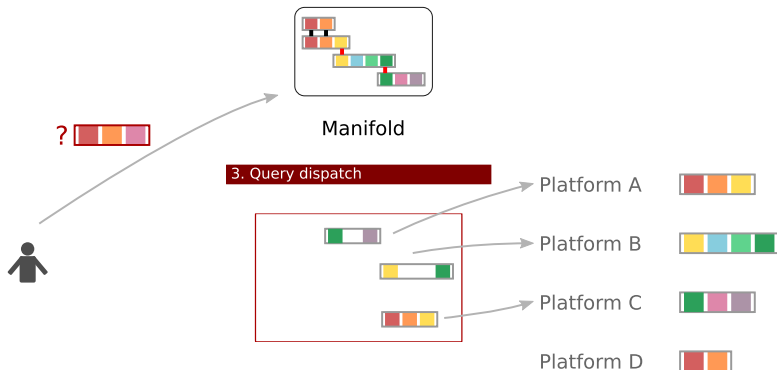 ?
Manifold
3. Query dispatch
Platform A
Platform B
Platform C
Platform D